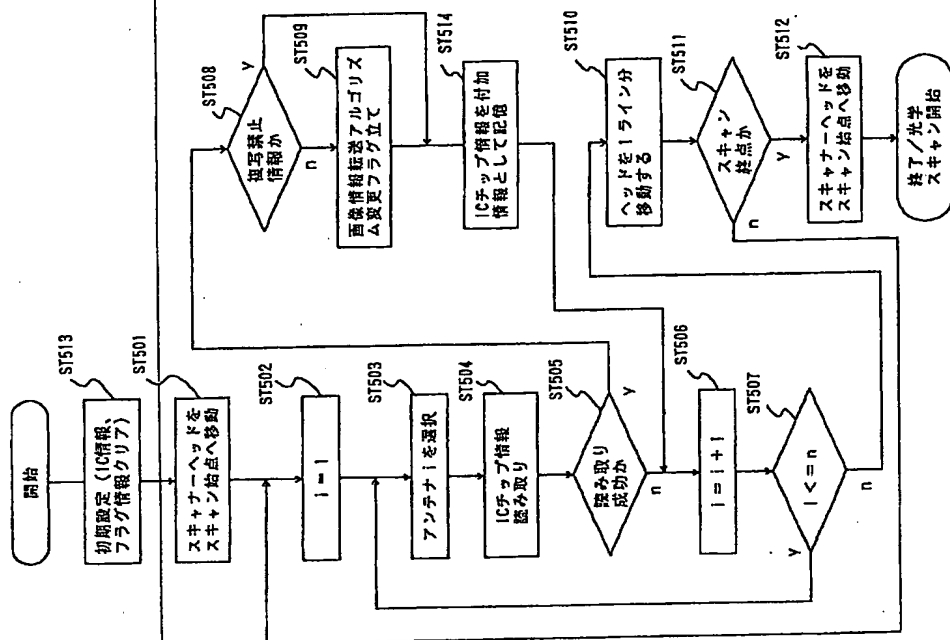 開始
ST513
初期設定 (IC情報、
フラグ情報クリア)
ST501
スキャナーヘッドを
スキャン始点へ移動
ST502
i = 1
ST503
アンテナ i を選択
ST504
ICチップ情報
読み取り
ST505
読み取り
成功か
y
n
ST506
i = i + 1
ST507
i <= n
y
n
ST508
複写禁止
情報か
y
n
ST509
画像情報転送アルゴリズ
ム変更フラグ立て
ST514
ICチップ情報を付加
情報として記憶
ST510
ヘッドを1ライン分
移動する
ST511
スキャン
終点か
y
n
ST512
スキャナーヘッドを
スキャン始点へ移動
終了/光学
スキャン開始